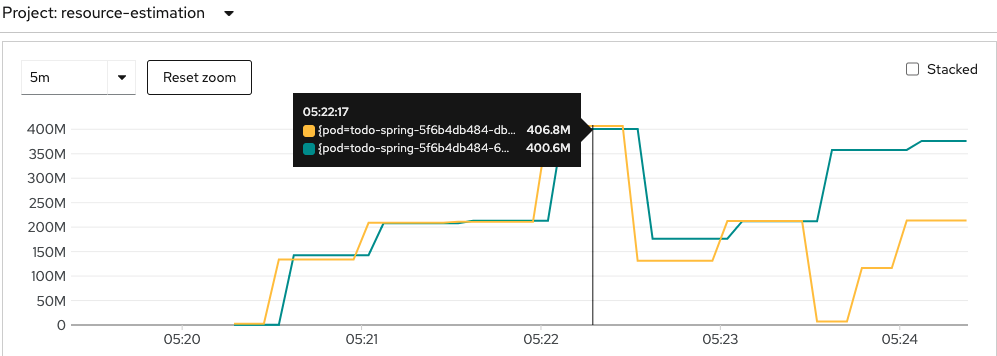 Project: resource-estimation
5m
Reset zoom
Stacked
05:22:17
{pod=todo-spring-5f6b4db484-db... 406.8M
{pod=todo-spring-5f6b4db484-6... 400.6M
400M
350M
300M
250M
200M
150M
100M
50M
0
05:20 05:21 05:22 05:23 05:24